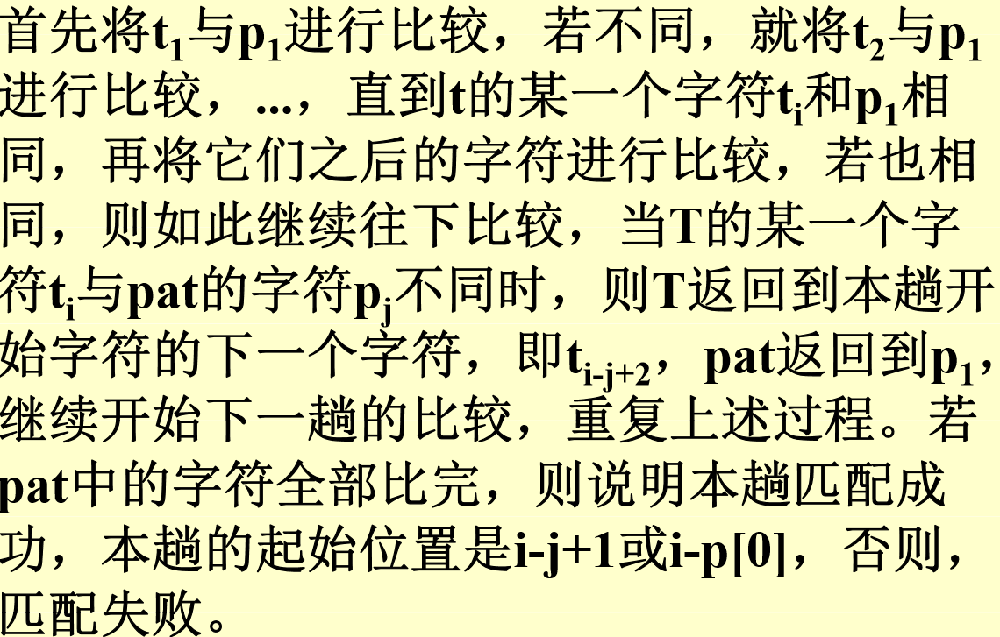 首先将t₁与p₁进行比较，若不同，就将t₂与p₁
进行比较，...，直到t的某一个字符tᵢ和p₁相
同，再将它们之后的字符进行比较，若也相
同，则如此继续往下比较，当T的某一个字
符tᵢ与pat的字符pⱼ不同时，则T返回到本趟开
始字符的下一个字符，即tᵢ₋ⱼ₊₂，pat返回到p₁，
继续开始下一趟的比较，重复上述过程。若
pat中的字符全部比完，则说明本趟匹配成
功，本趟的起始位置是i-j+1或i-p[0]，否则，
匹配失败。